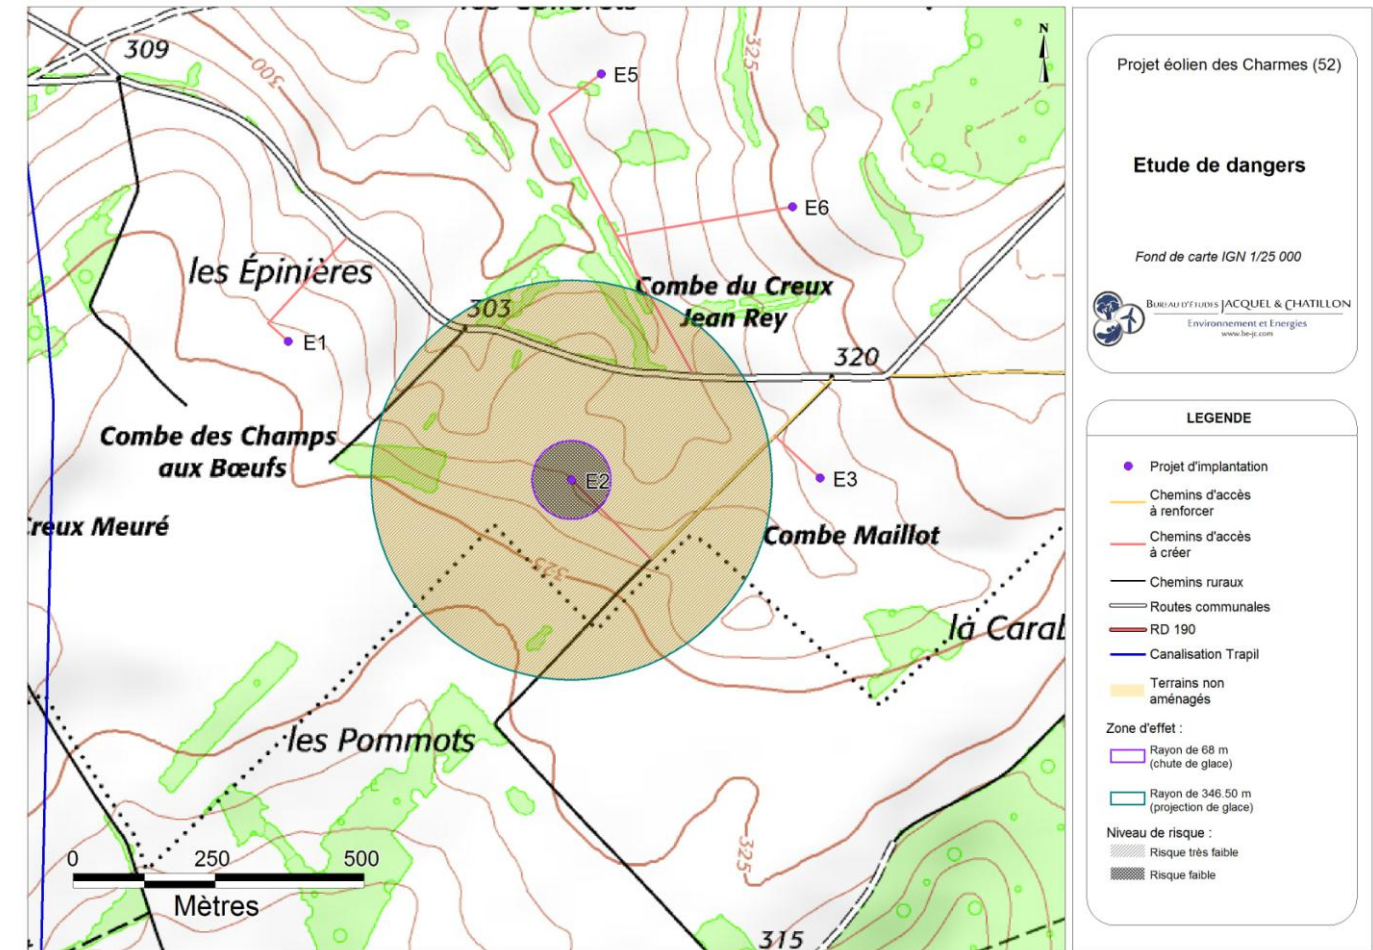 309
300
325
E5
N
E6
les Épinières
303
Combe du Creux
Jean Rey
E1
320
Combe des Champs
aux Bœufs
E2
E3
Creux Meuré
Combe Maillot
325
la Caral
les Pommots
325
0 250 500
Mètres
315
Projet éolien des Charmes (52)
Etude de dangers
Fond de carte IGN 1/25 000
BUREAU D'ETUDES JACQUEL & CHATILLON
Environnement et Energies
www.be-jc.com
LEGENDE
Projet d'implantation
Chemins d'accès
à renforcer
Chemins d'accès
à créer
Chemins ruraux
Routes communales
RD 190
Canalisation Trapil
Terrains non
aménagés
Zone d'effet :
Rayon de 68 m
(chute de glace)
Rayon de 346.50 m
(projection de glace)
Niveau de risque :
Risque très faible
Risque faible